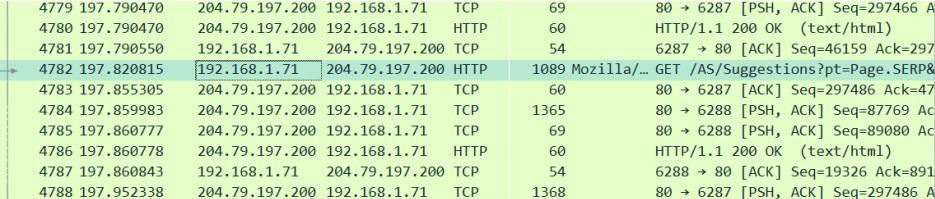 4779 197.790470 204.79.197.200 192.168.1.71 TCP 69 80 → 6287 [PSH, ACK] Seq=297466 A
4780 197.790470 204.79.197.200 192.168.1.71 HTTP 60 HTTP/1.1 200 OK (text/html)
4781 197.790550 192.168.1.71 204.79.197.200 TCP 54 6287 → 80 [ACK] Seq=46159 Ack=297
4782 197.820815 192.168.1.71 204.79.197.200 HTTP 1089 Mozilla/… GET /AS/Suggestions?pt=Page.SERP&
4783 197.855305 204.79.197.200 192.168.1.71 TCP 60 80 → 6287 [ACK] Seq=297486 Ack=47
4784 197.859983 204.79.197.200 192.168.1.71 TCP 1365 80 → 6288 [PSH, ACK] Seq=87769 Ac
4785 197.860777 204.79.197.200 192.168.1.71 TCP 69 80 → 6288 [PSH, ACK] Seq=89080 Ac
4786 197.860778 204.79.197.200 192.168.1.71 HTTP 60 HTTP/1.1 200 OK (text/html)
4787 197.860843 192.168.1.71 204.79.197.200 TCP 54 6288 → 80 [ACK] Seq=19326 Ack=891
4788 197.952338 204.79.197.200 192.168.1.71 TCP 1368 80 → 6287 [PSH, ACK] Seq=297486 A